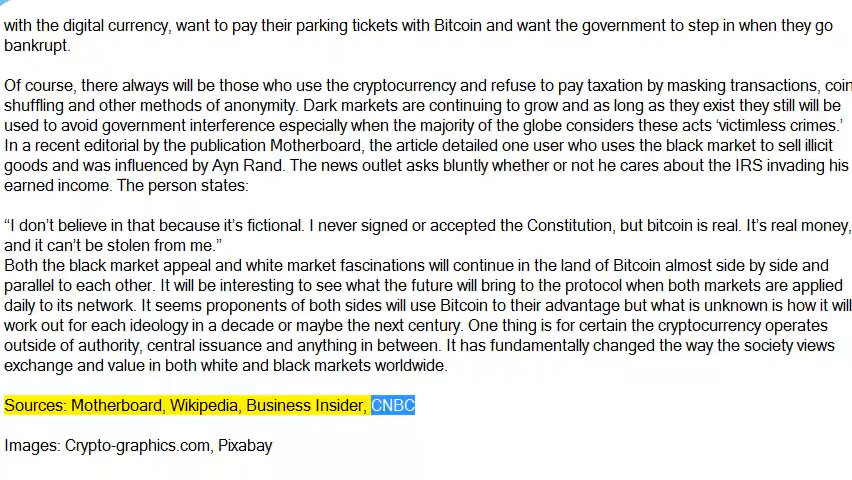 with the digital currency, want to pay their parking tickets with Bitcoin and want the government to step in when they go
bankrupt.
Of course, there always will be those who use the cryptocurrency and refuse to pay taxation by masking transactions, coin
shuffling and other methods of anonymity. Dark markets are continuing to grow and as long as they exist they still will be
used to avoid government interference especially when the majority of the globe considers these acts ‘victimless crimes.’
In a recent editorial by the publication Motherboard, the article detailed one user who uses the black market to sell illicit
goods and was influenced by Ayn Rand. The news outlet asks bluntly whether or not he cares about the IRS invading his
earned income. The person states:
“I don’t believe in that because it’s fictional. I never signed or accepted the Constitution, but bitcoin is real. It’s real money,
and it can’t be stolen from me.”
Both the black market appeal and white market fascinations will continue in the land of Bitcoin almost side by side and
parallel to each other. It will be interesting to see what the future will bring to the protocol when both markets are applied
daily to its network. It seems proponents of both sides will use Bitcoin to their advantage but what is unknown is how it will
work out for each ideology in a decade or maybe the next century. One thing is for certain the cryptocurrency operates
outside of authority, central issuance and anything in between. It has fundamentally changed the way the society views
exchange and value in both white and black markets worldwide.
Sources: Motherboard, Wikipedia, Business Insider, CNBC
Images: Crypto-graphics.com, Pixabay